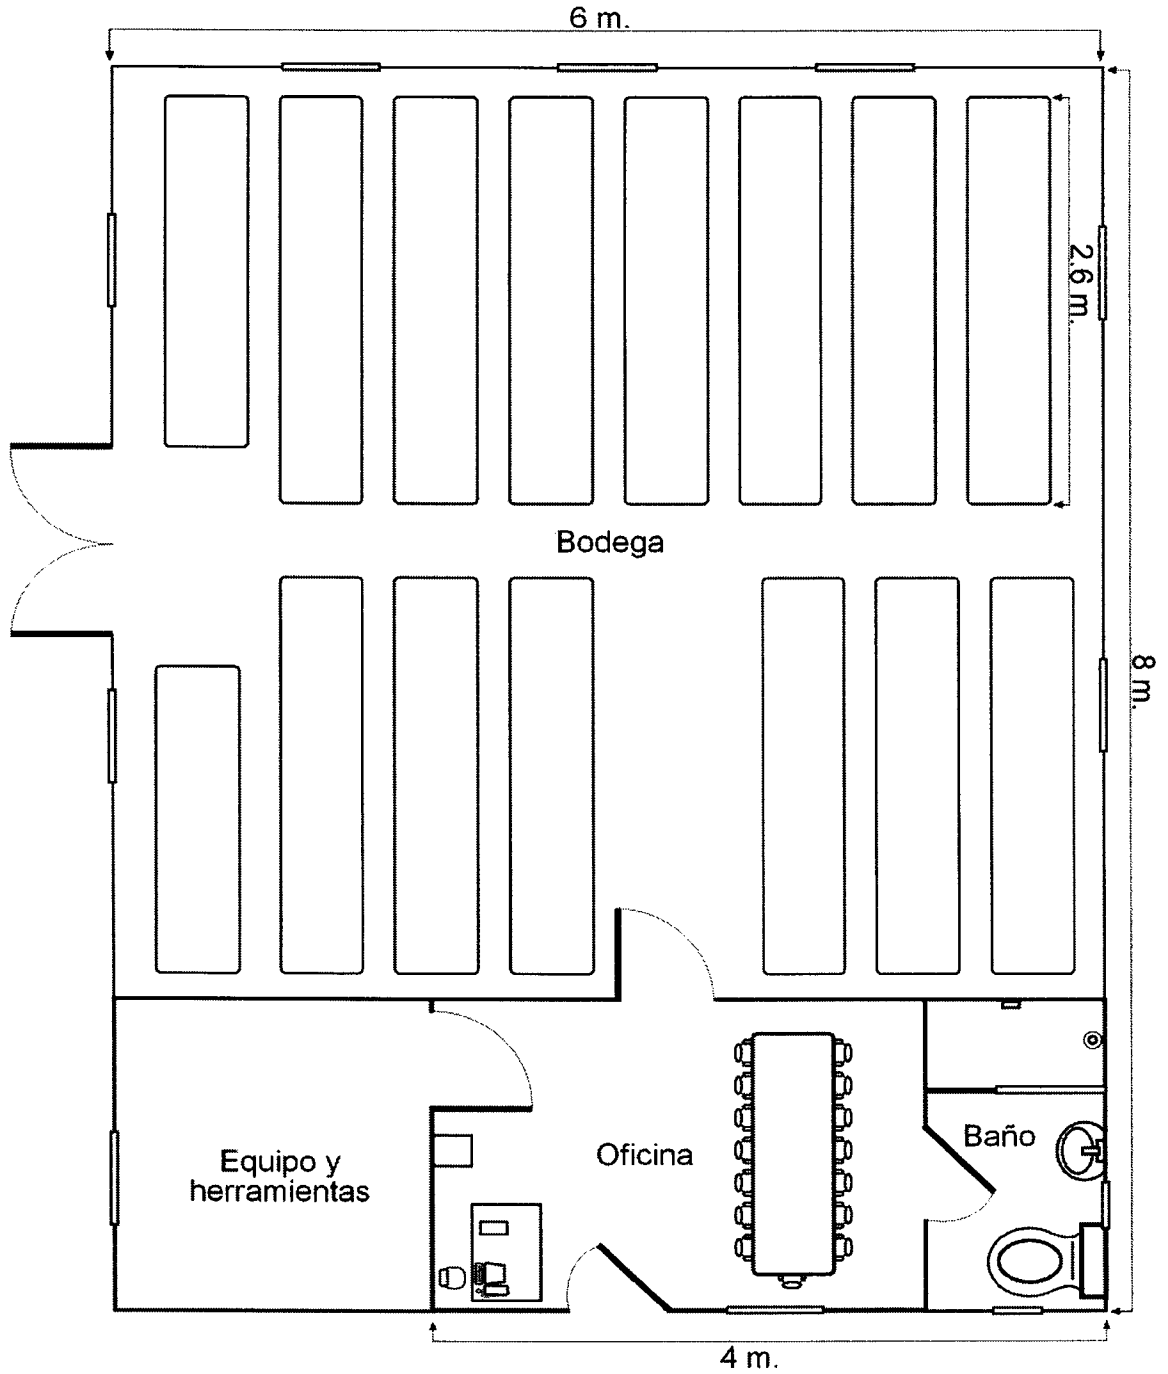 6 m.
2.6 m.
Bodega
8 m.
Baño
Oficina
Equipo y
herramientas
4 m.